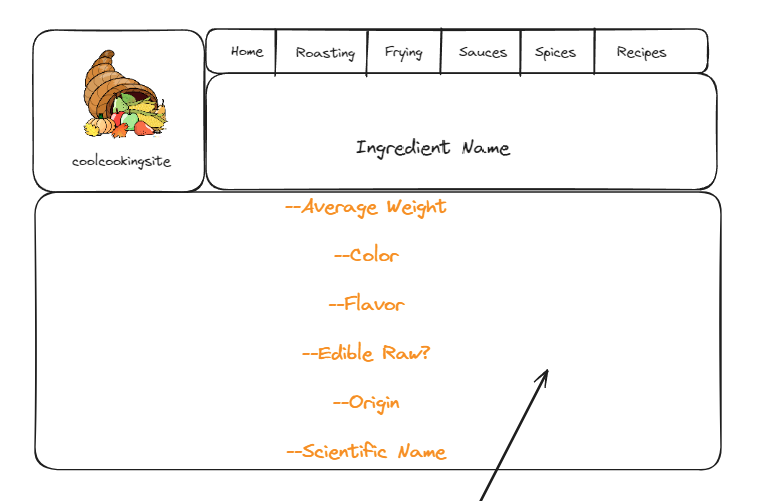 Home Roasting Frying Sauces Spices Recipes
coolcookingsite
Ingredient Name
--Average Weight
--Color
--Flavor
--Edible Raw?
--Origin
--Scientific Name